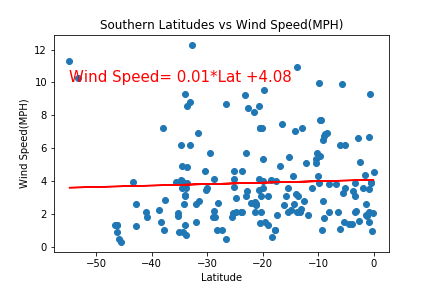 Southern Latitudes vs Wind Speed(MPH)
12
Wind Speed= 0.01*Lat +4.08
10
8
Wind Speed(MPH)
6
4
2
0
−50 −40 −30 −20 −10 0
Latitude